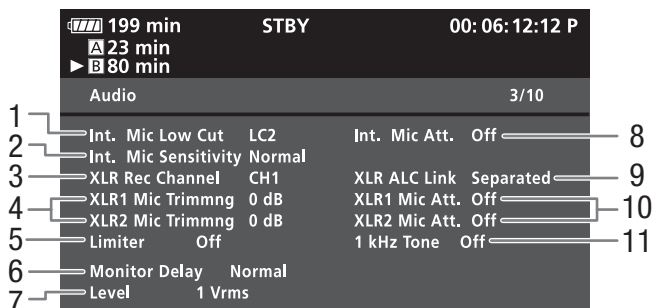 199 min STBY 00: 06: 12:12 P
A 23 min
▶ B 80 min
Audio 3/10
1 Int. Mic Low Cut LC2 Int. Mic Att. Off 8
2 Int. Mic Sensitivity Normal
3 XLR Rec Channel CH1 XLR ALC Link Separated 9
4 XLR1 Mic Trimmng 0 dB XLR1 Mic Att. Off 10
XLR2 Mic Trimmng 0 dB XLR2 Mic Att. Off
5 Limiter Off 1 kHz Tone Off 11
6 Monitor Delay Normal
7 Level 1 Vrms